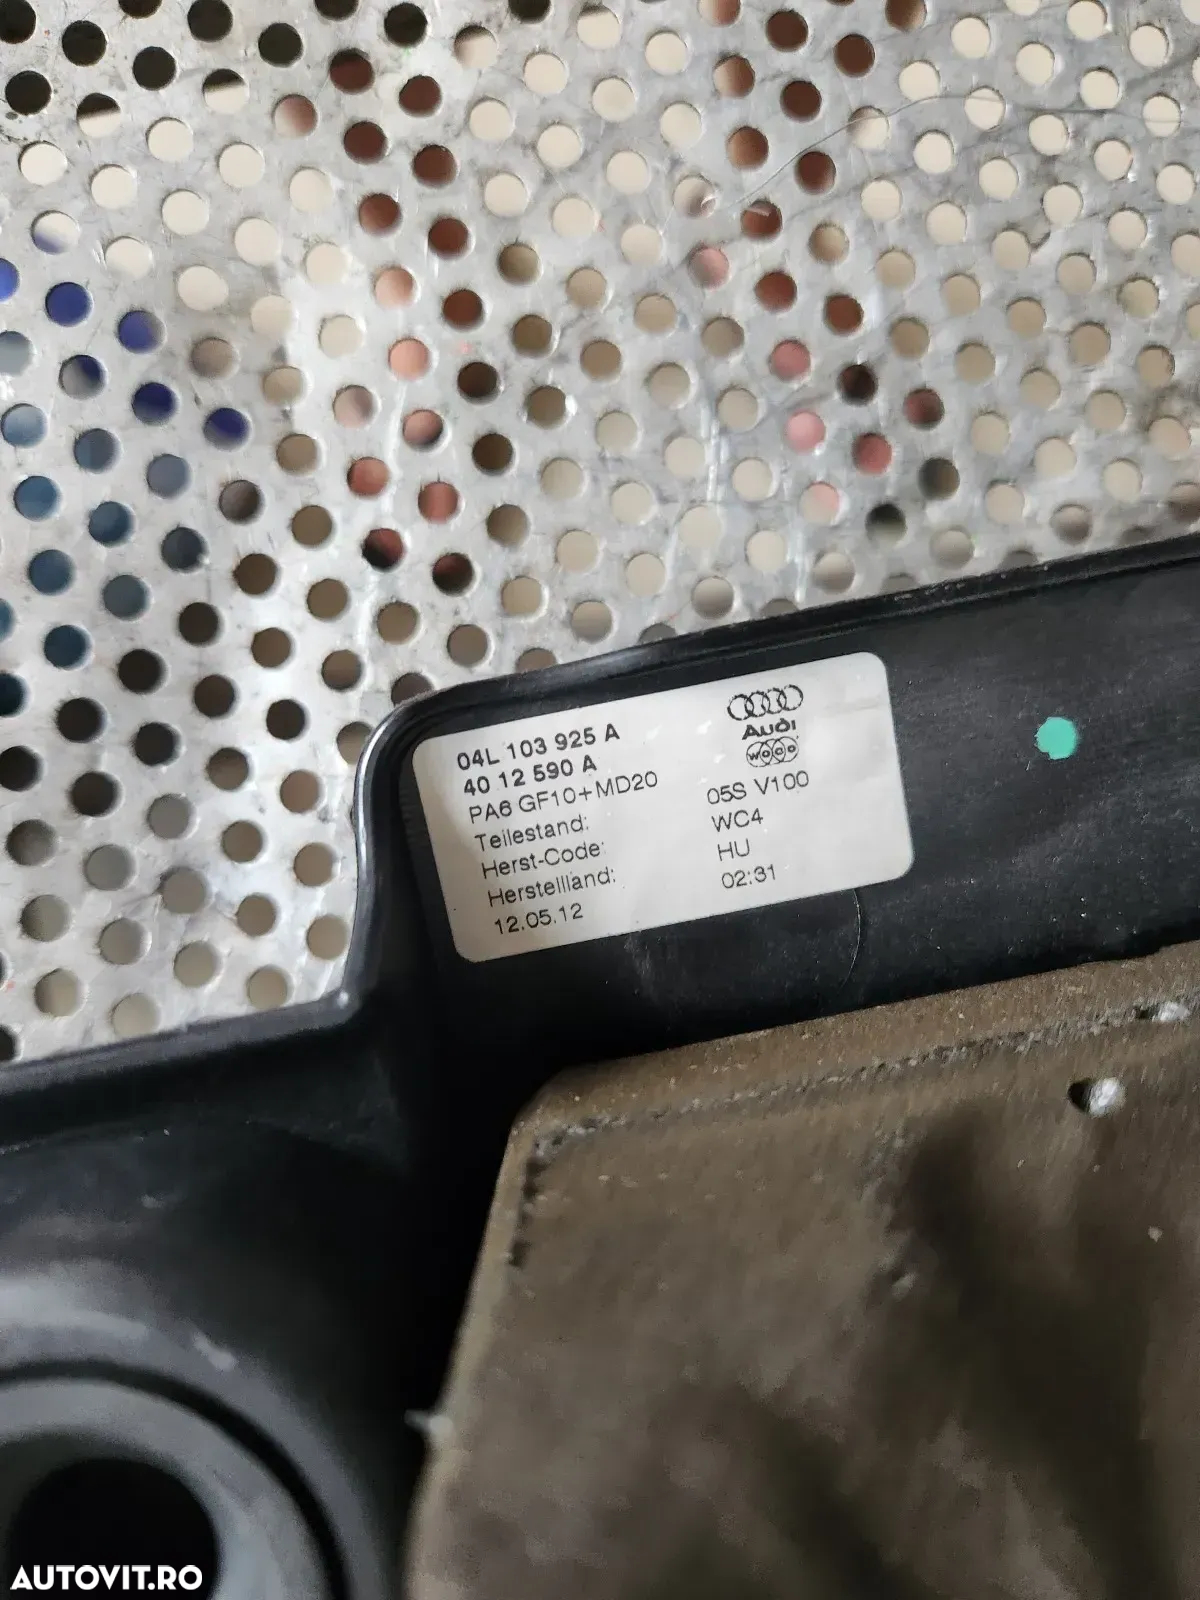 04L 103 925 A
40 12 590 A
PA6 GF10+MD20
Teilestand: 05S V100
Herst-Code: WC4
Herstellland: HU
12.05.12 02:31
Audi
woco
AUTOVIT.RO